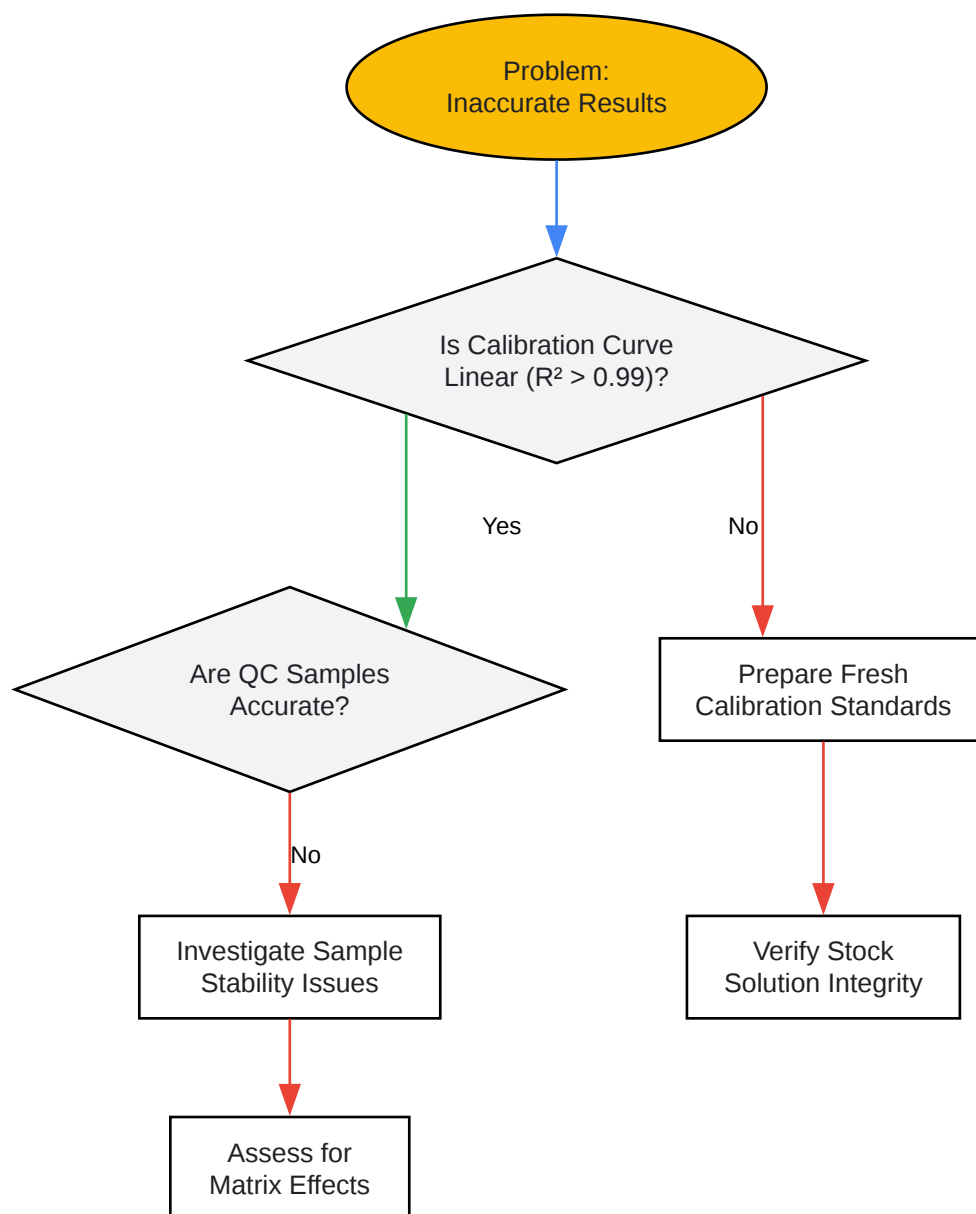 Problem:
Inaccurate Results
Is Calibration Curve
Linear (R² > 0.99)?
Yes
No
Are QC Samples
Accurate?
Prepare Fresh
Calibration Standards
No
Investigate Sample
Stability Issues
Verify Stock
Solution Integrity
Assess for
Matrix Effects